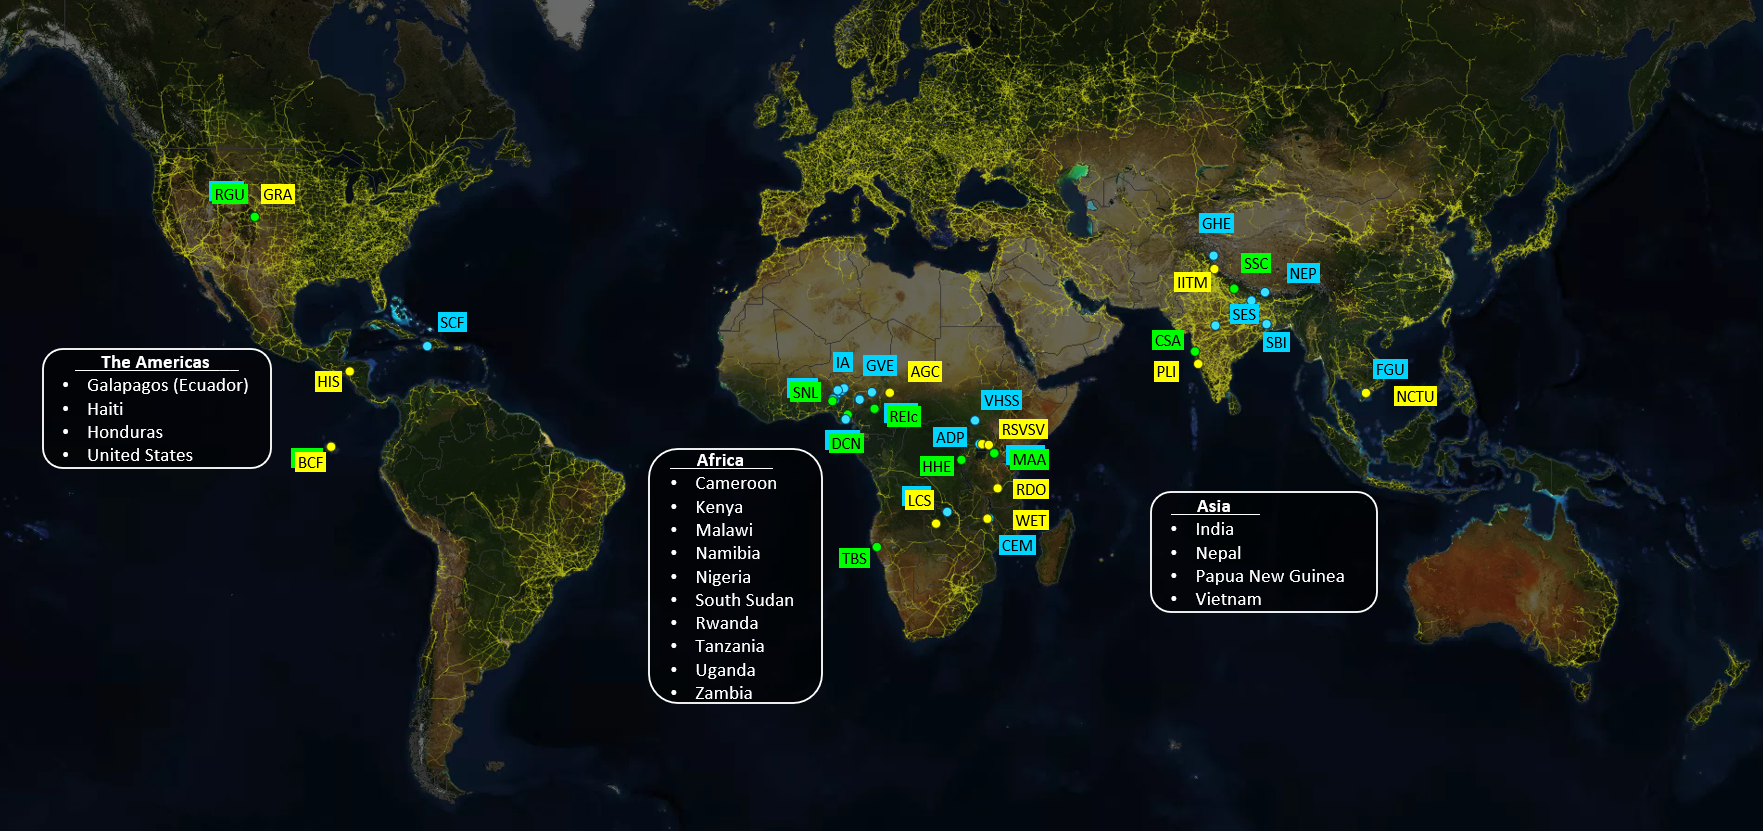 RGU GRA
GHE
SSC
NEP
IITM
SES
SCF
SBI
CSA
PLI
The Americas
• Galapagos (Ecuador)
• Haiti
• Honduras
• United States
HIS
BCF
IA
GVE
AGC
SNL
REIc
DCN
VHSS
ADP
RSVSV
HHE
MAA
LCS
RDO
WET
CEM
TBS
FGU
NCTU
Africa
• Cameroon
• Kenya
• Malawi
• Namibia
• Nigeria
• South Sudan
• Rwanda
• Tanzania
• Uganda
• Zambia
Asia
• India
• Nepal
• Papua New Guinea
• Vietnam